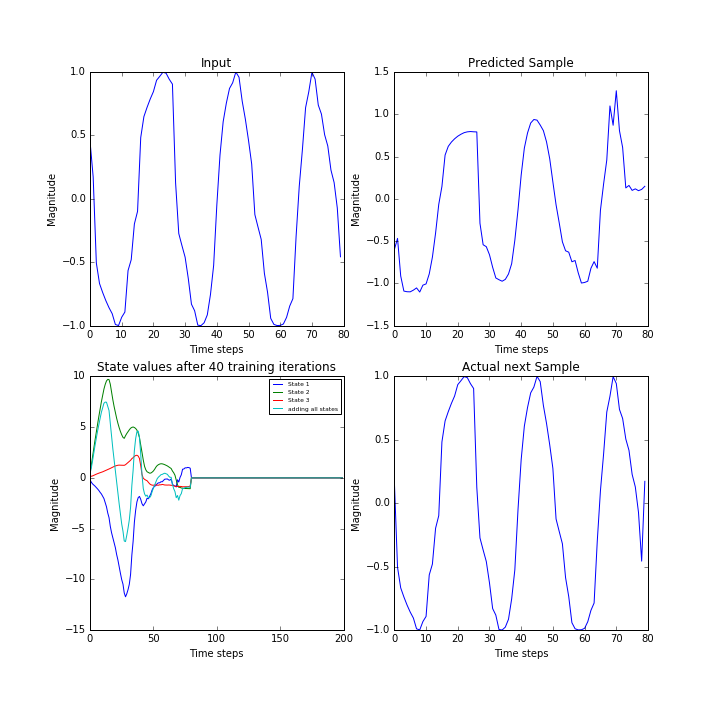 Input
Magnitude
1.0
0.5
0.0
−0.5
−1.0
0 10 20 30 40 50 60 70 80
Time steps
Predicted Sample
Magnitude
1.5
1.0
0.5
0.0
−0.5
−1.0
−1.5
0 10 20 30 40 50 60 70 80
Time steps
State values after 40 training iterations
Magnitude
10
5
0
−5
−10
−15
0 50 100 150 200
Time steps
State 1
State 2
State 3
adding all states
Actual next Sample
Magnitude
1.0
0.5
0.0
−0.5
−1.0
0 10 20 30 40 50 60 70 80
Time steps